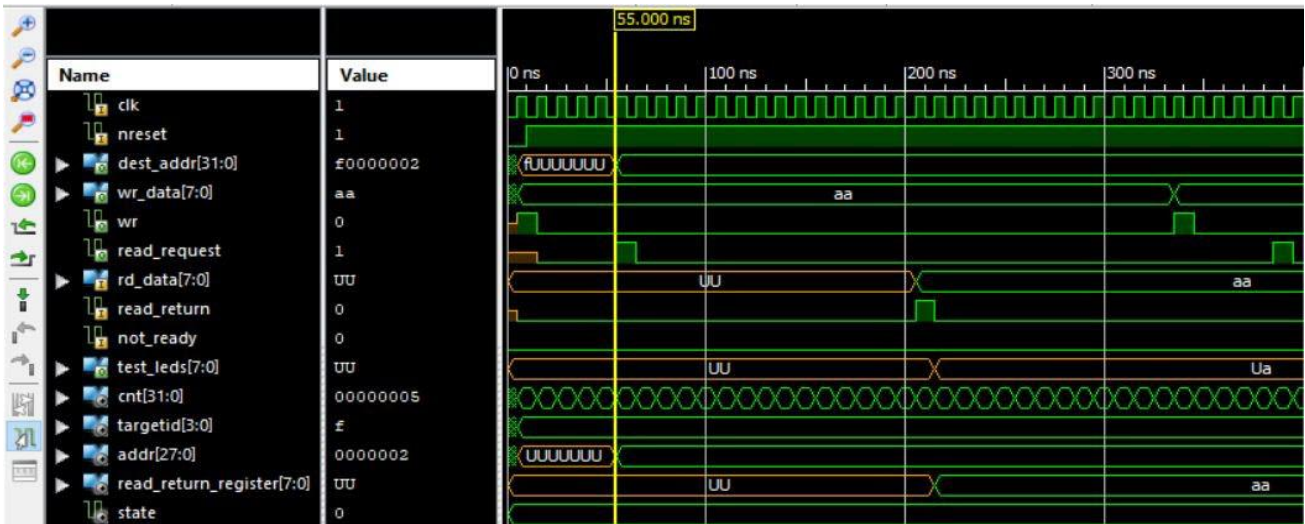 55.000 ns
Name Value 0 ns 100 ns 200 ns 300 ns
clk 1
nreset 1
dest_addr[31:0] f0000002 fUUUUUUU
wr_data[7:0] aa aa
wr 0
read_request 1
rd_data[7:0] UU UU aa
read_return 0
not_ready 0
test_leds[7:0] UU UU Ua
cnt[31:0] 00000005
targetid[3:0] f
addr[27:0] 0000002 UUUUUUU
read_return_register[7:0] UU UU aa
state 0